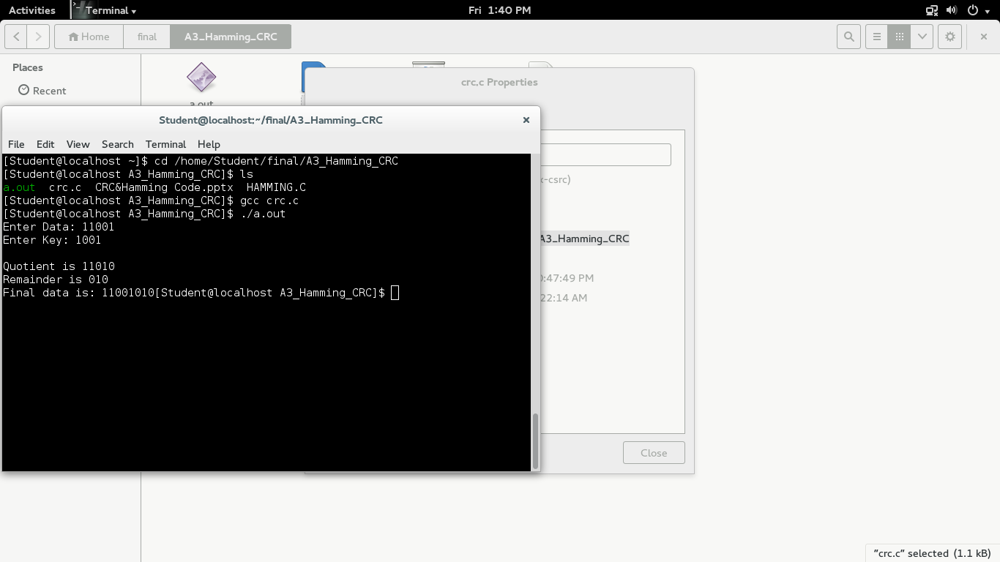 Activities Terminal Fri 1:40 PM
Home final A3_Hamming_CRC
Places
Recent
a.out
crc.c Properties
Student@localhost:~/final/A3_Hamming_CRC
File Edit View Search Terminal Help
[Student@localhost ~]$ cd /home/Student/final/A3_Hamming_CRC
[Student@localhost A3_Hamming_CRC]$ ls
a.out  crc.c  CRC&Hamming Code.pptx  HAMMING.C
[Student@localhost A3_Hamming_CRC]$ gcc crc.c
[Student@localhost A3_Hamming_CRC]$ ./a.out
Enter Data: 11001
Enter Key: 1001
Quotient is 11010
Remainder is 010
Final data is: 11001010[Student@localhost A3_Hamming_CRC]$
x-csrc)
A3_Hamming_CRC
:47:49 PM
22:14 AM
Close
"crc.c" selected (1.1 kB)